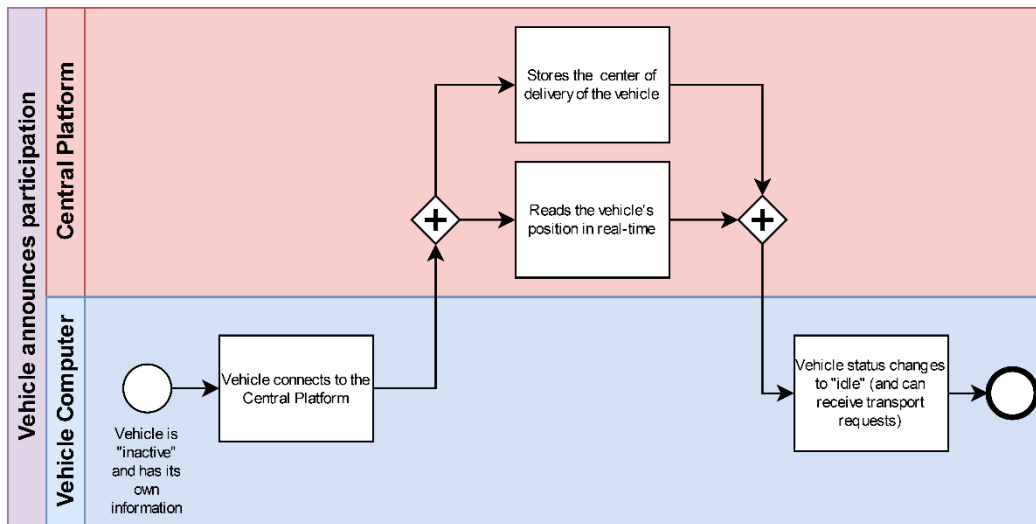 Vehicle announces participation
Central Platform
Stores the center of
delivery of the vehicle
Reads the vehicle's
position in real-time
Vehicle Computer
Vehicle is
"inactive"
and has its
own
information
Vehicle connects to the
Central Platform
Vehicle status changes
to "idle" (and can
receive transport
requests)